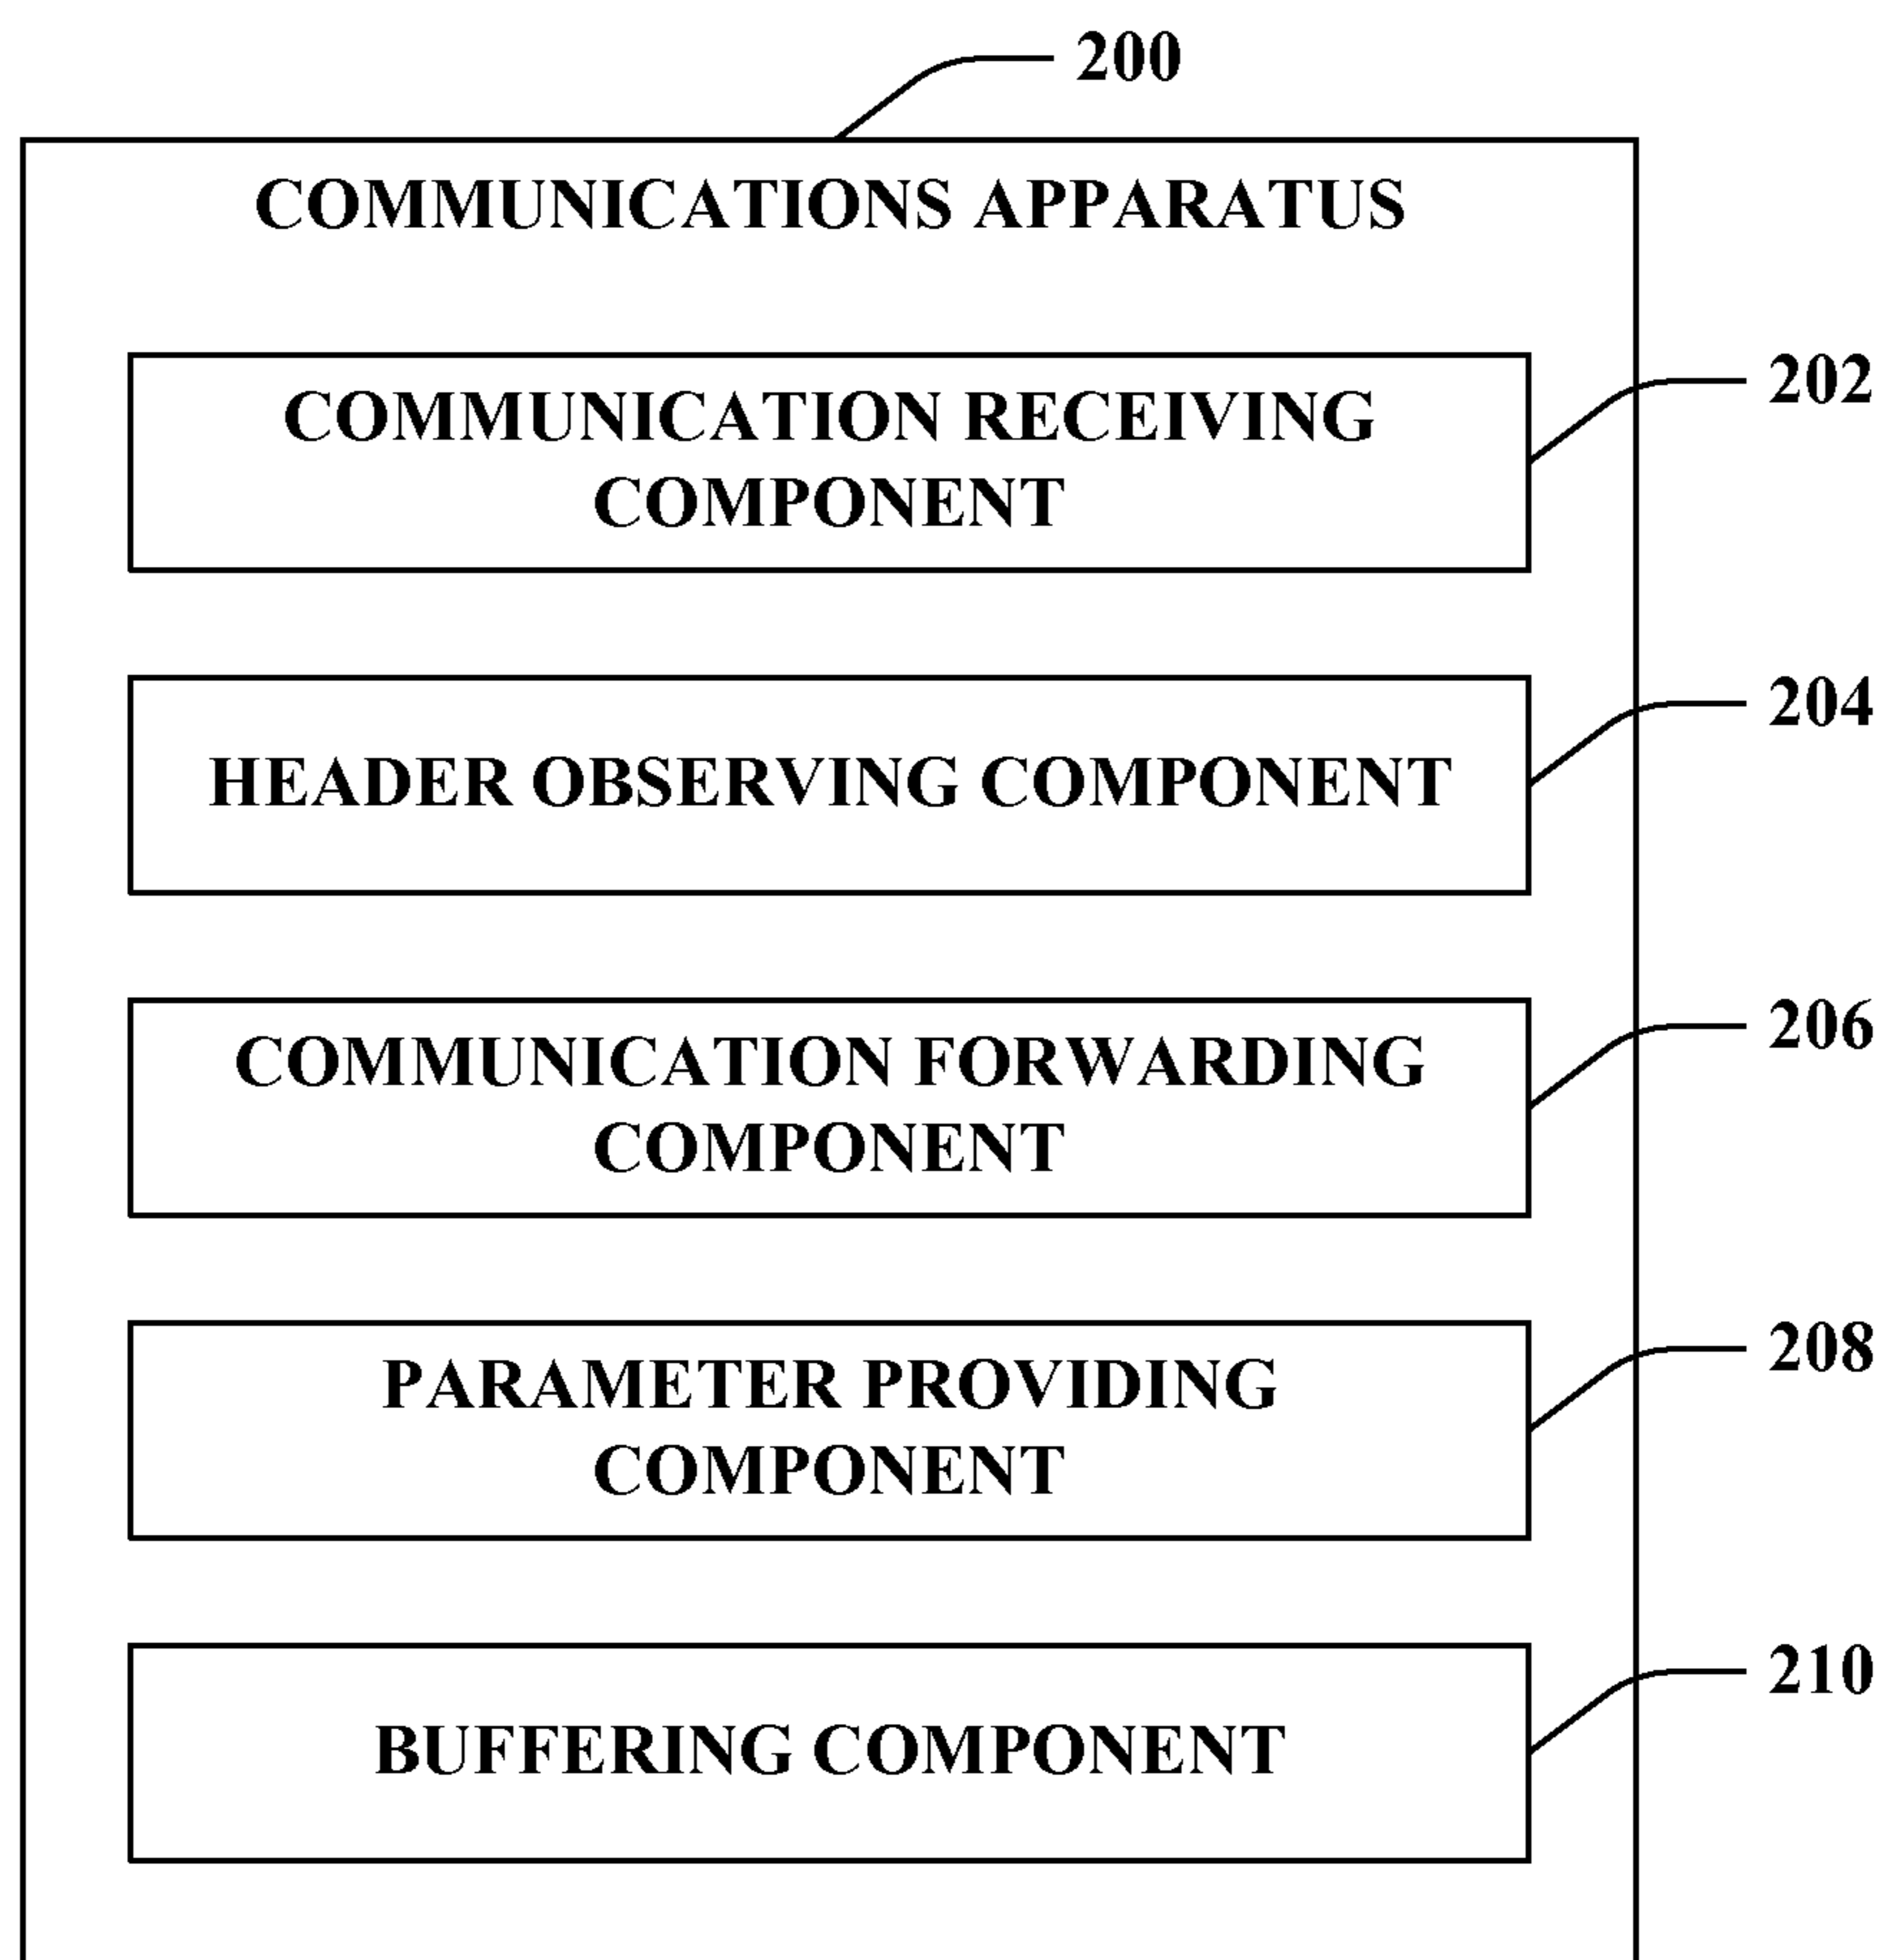 200
COMMUNICATIONS APPARATUS
COMMUNICATION RECEIVING
COMPONENT
202
HEADER OBSERVING COMPONENT
204
COMMUNICATION FORWARDING
COMPONENT
206
PARAMETER PROVIDING
COMPONENT
208
BUFFERING COMPONENT
210